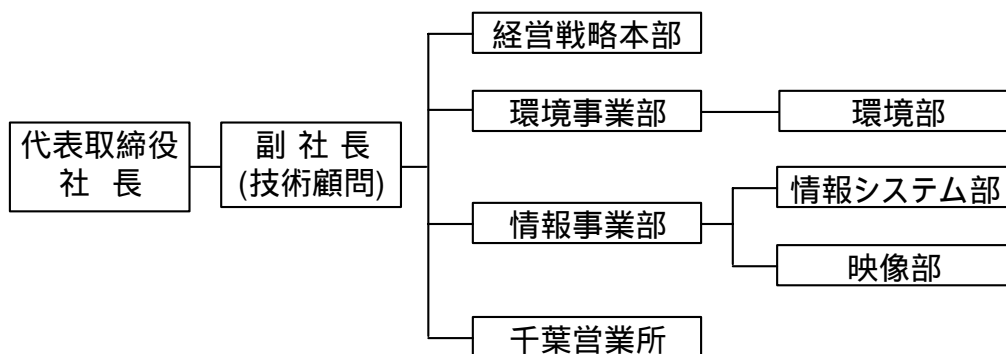 代表取締役
社 長
副 社 長
(技術顧問)
経営戦略本部
環境事業部
環境部
情報事業部
情報システム部
映像部
千葉営業所